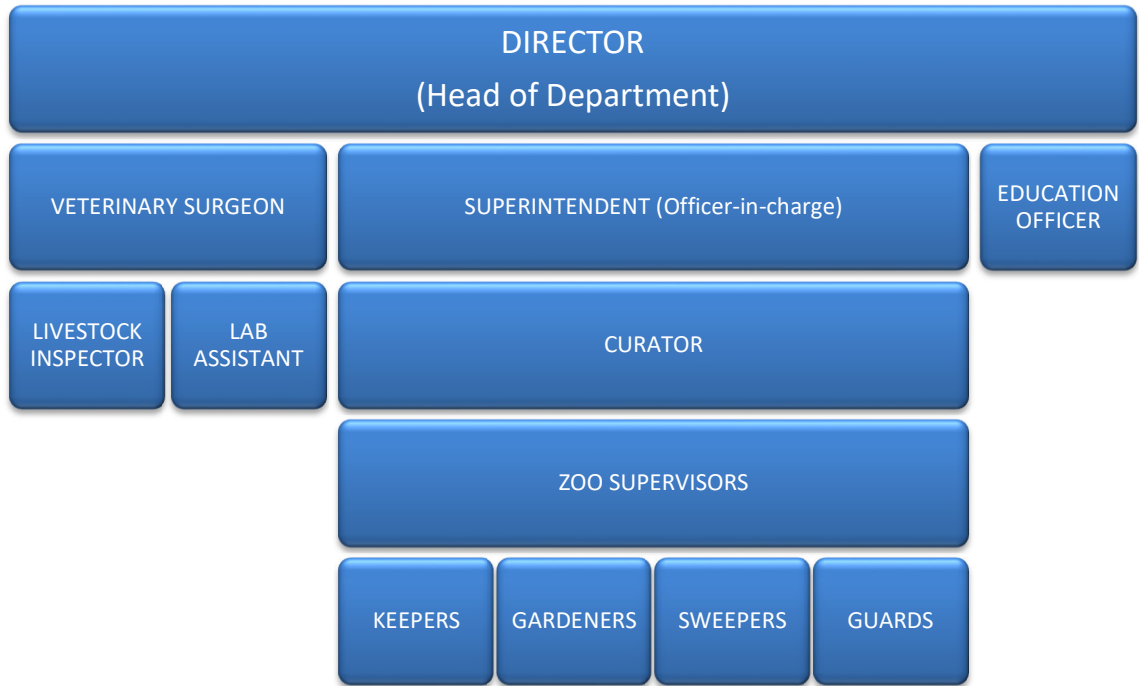 DIRECTOR
(Head of Department)
VETERINARY SURGEON
SUPERINTENDENT (Officer-in-charge)
EDUCATION
OFFICER
LIVESTOCK
INSPECTOR
LAB
ASSISTANT
CURATOR
ZOO SUPERVISORS
KEEPERS
GARDENERS
SWEEPERS
GUARDS